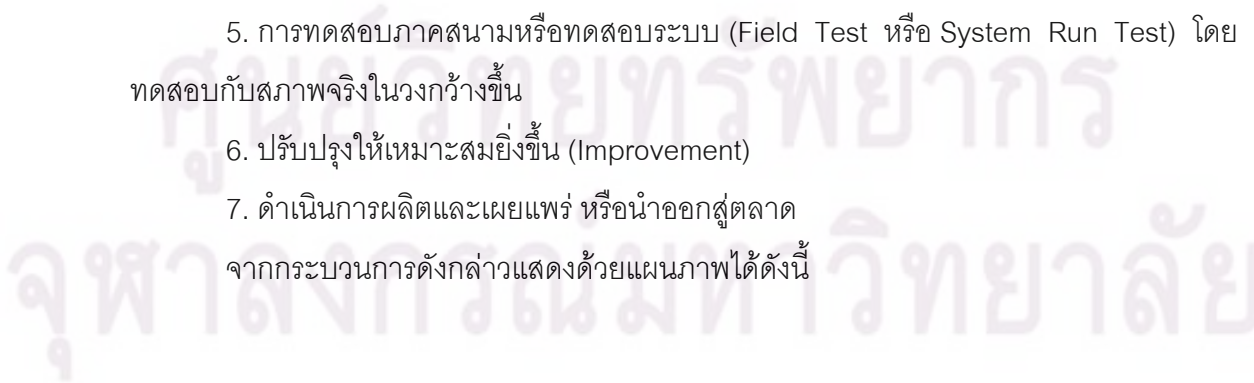 5. การทดสอบภาคสนามหรือทดสอบระบบ (Field Test หรือ System Run Test) โดย
ทดสอบกับสภาพจริงในวงกว้างขึ้น
ศูนย์วิทยทรัพยากร
6. ปรับปรุงให้เหมาะสมยิ่งขึ้น (Improvement)
7. ดำเนินการผลิตและเผยแพร่ หรือนำออกสู่ตลาด
จากกระบวนการดังกล่าวแสดงด้วยแผนภาพได้ดังนี้
จุฬาลงกรณ์มหาวิทยาลัย